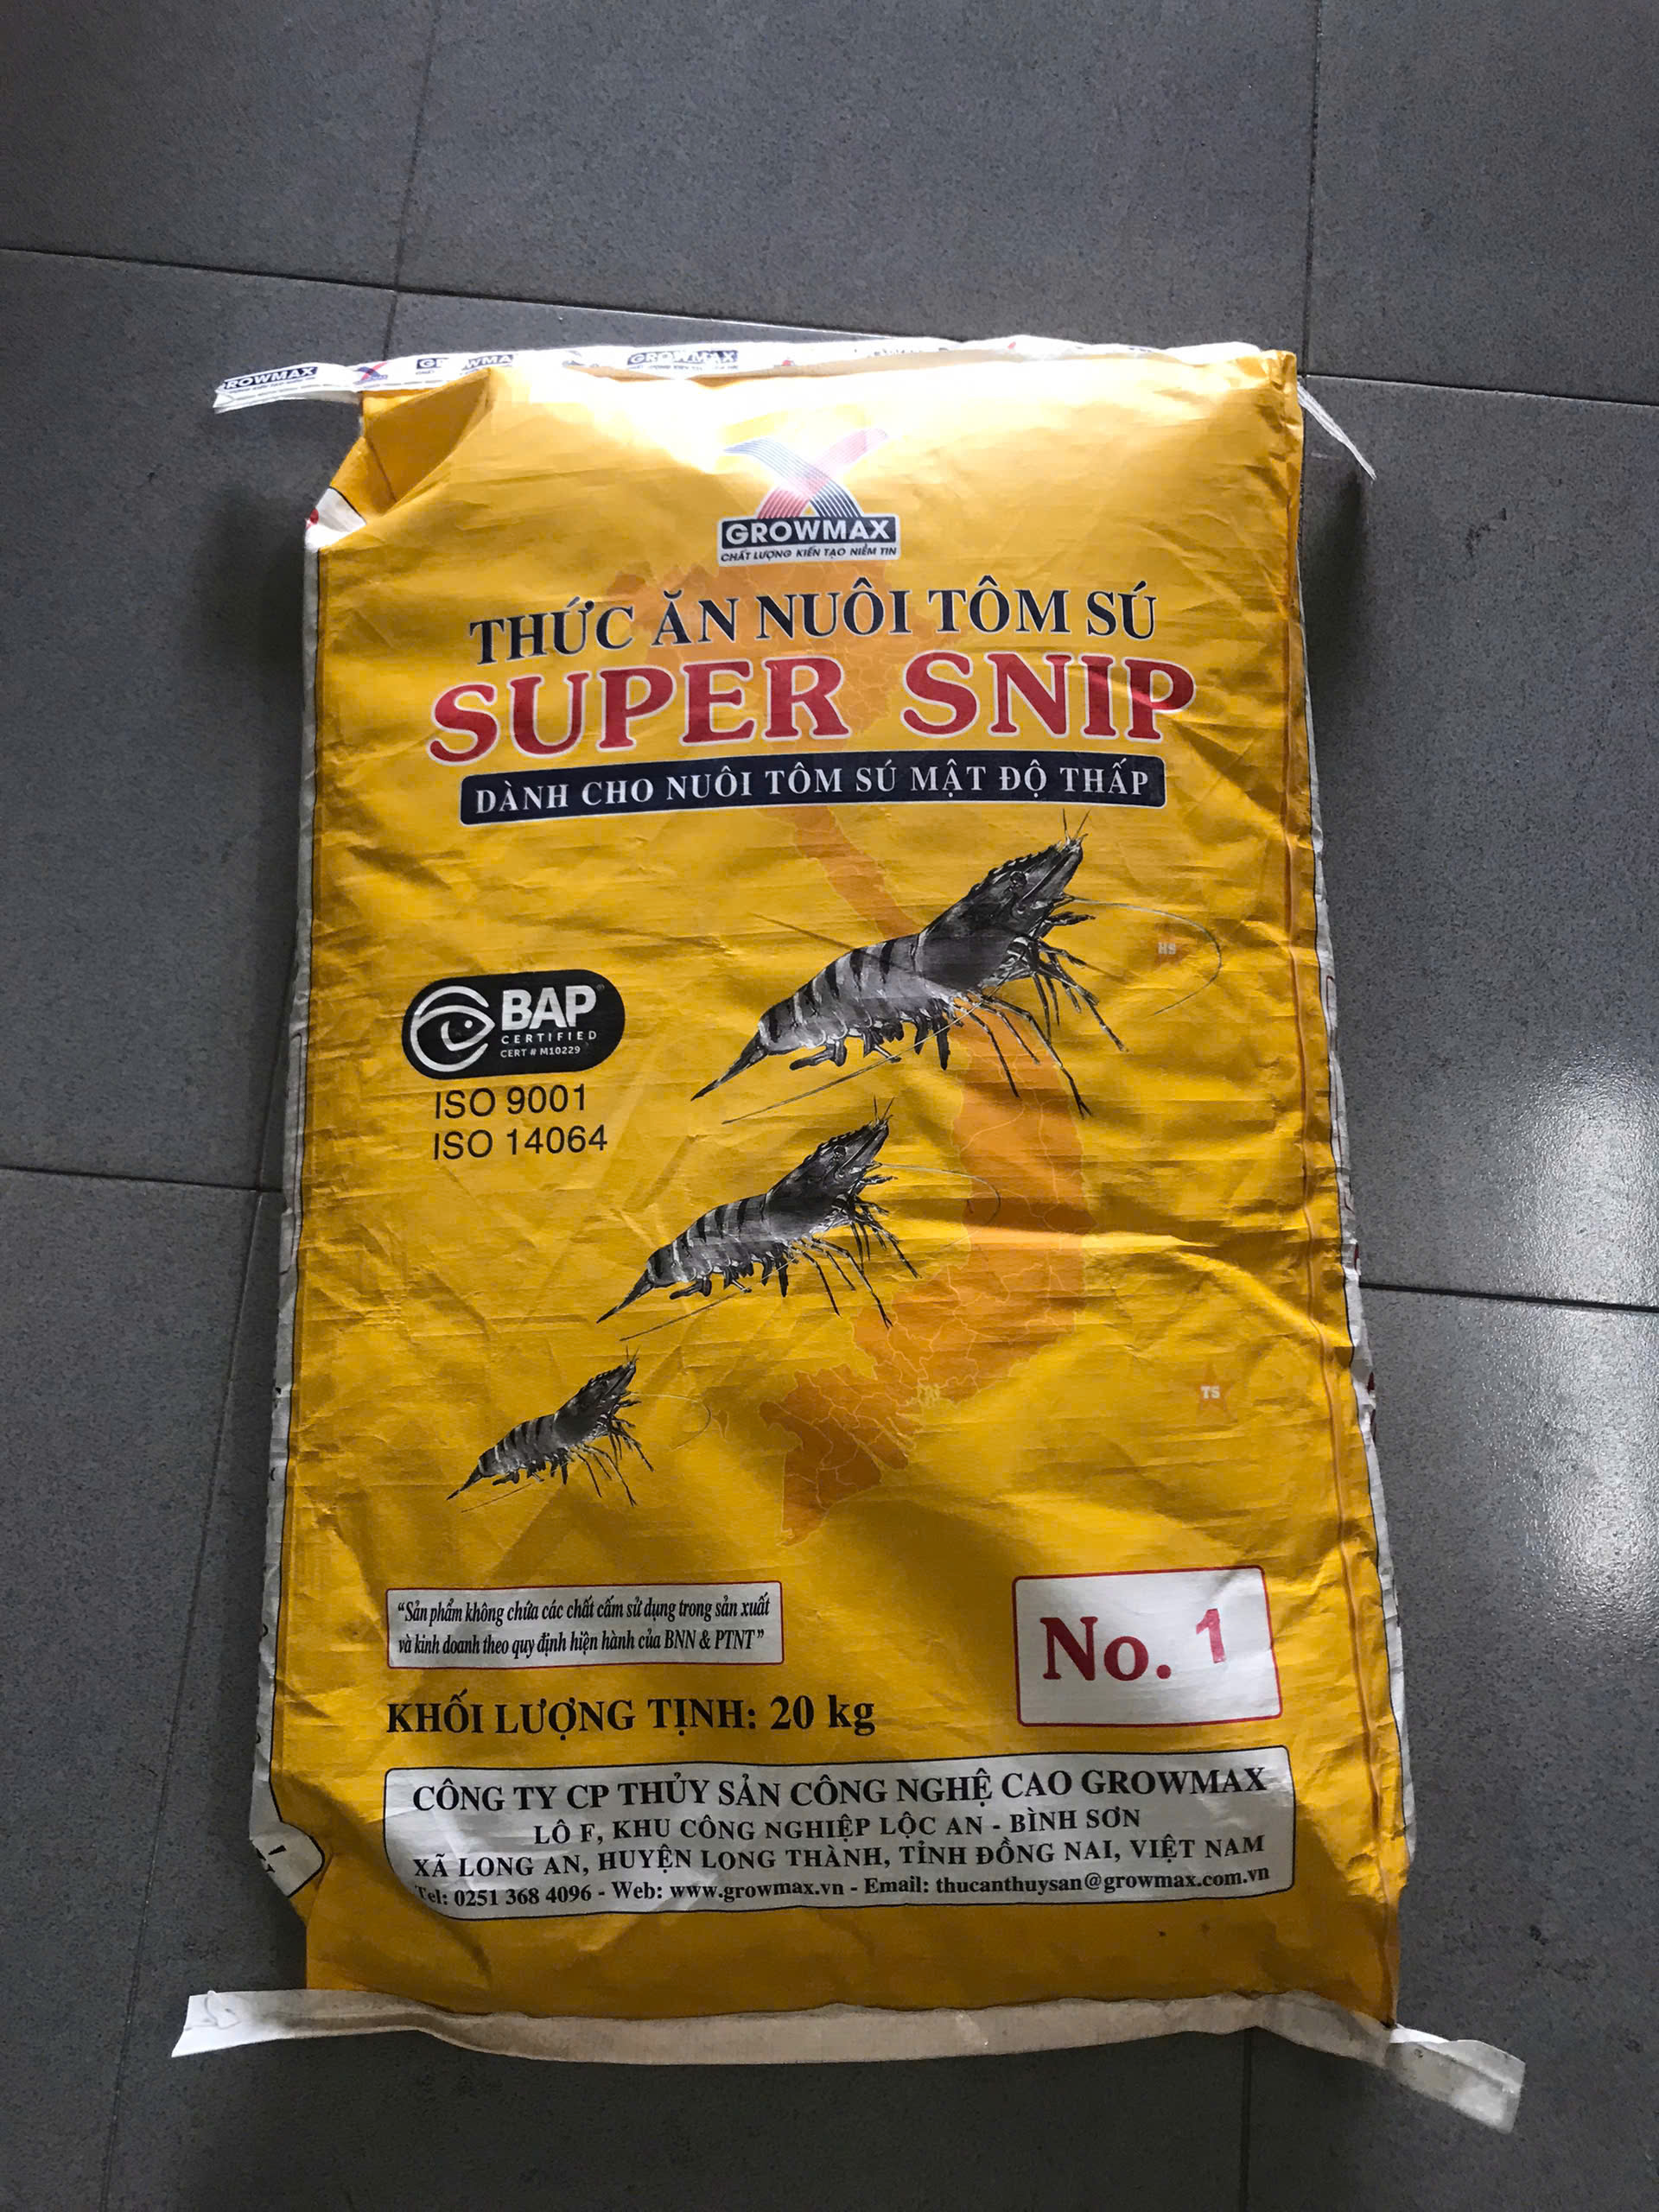 GROWMAX
GROWMAX
GROWMAX
CHẤT LƯỢNG KIẾN TẠO NIỀM TIN
THỨC ĂN NUÔI TÔM SÚ
SUPER SNIP
DÀNH CHO NUÔI TÔM SÚ MẬT ĐỘ THẤP
HS
BAP
CERTIFIED
CERT # M10229
ISO 9001
ISO 14064
TS
“Sản phẩm không chứa các chất cấm sử dụng trong sản xuất
và kinh doanh theo quy định hiện hành của BNN & PTNT”
No. 1
KHỐI LƯỢNG TỊNH: 20 kg
CÔNG TY CP THỦY SẢN CÔNG NGHỆ CAO GROWMAX
LÔ F, KHU CÔNG NGHIỆP LỘC AN - BÌNH SƠN
XÃ LONG AN, HUYỆN LONG THÀNH, TỈNH ĐỒNG NAI, VIỆT NAM
Tel: 0251 368 4096 - Web: www.growmax.vn - Email: thucanthuysan@growmax.com.vn